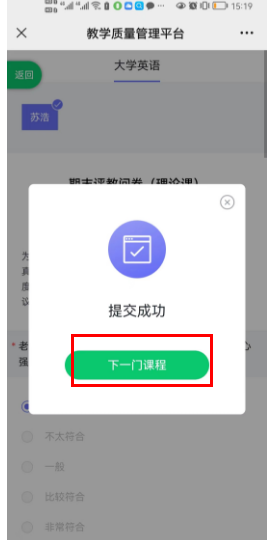 15:19
教学质量管理平台
返回
大学英语
苏浩
期末评教问卷（理论课）
提交成功
下一门课程
不太符合
一般
比较符合
非常符合